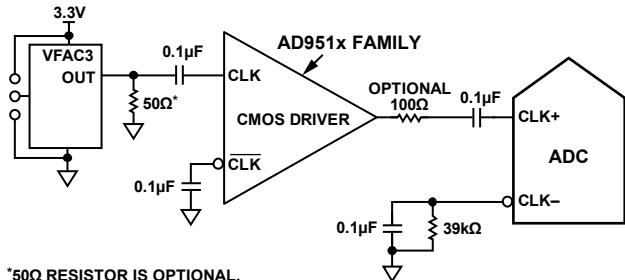 3.3V
VFAC3
OUT
0.1µF
50Ω*
AD951x FAMILY
CLK
CMOS DRIVER
CLK
0.1µF
OPTIONAL
100Ω
0.1µF
CLK+
ADC
CLK–
0.1µF
39kΩ
*50Ω RESISTOR IS OPTIONAL.